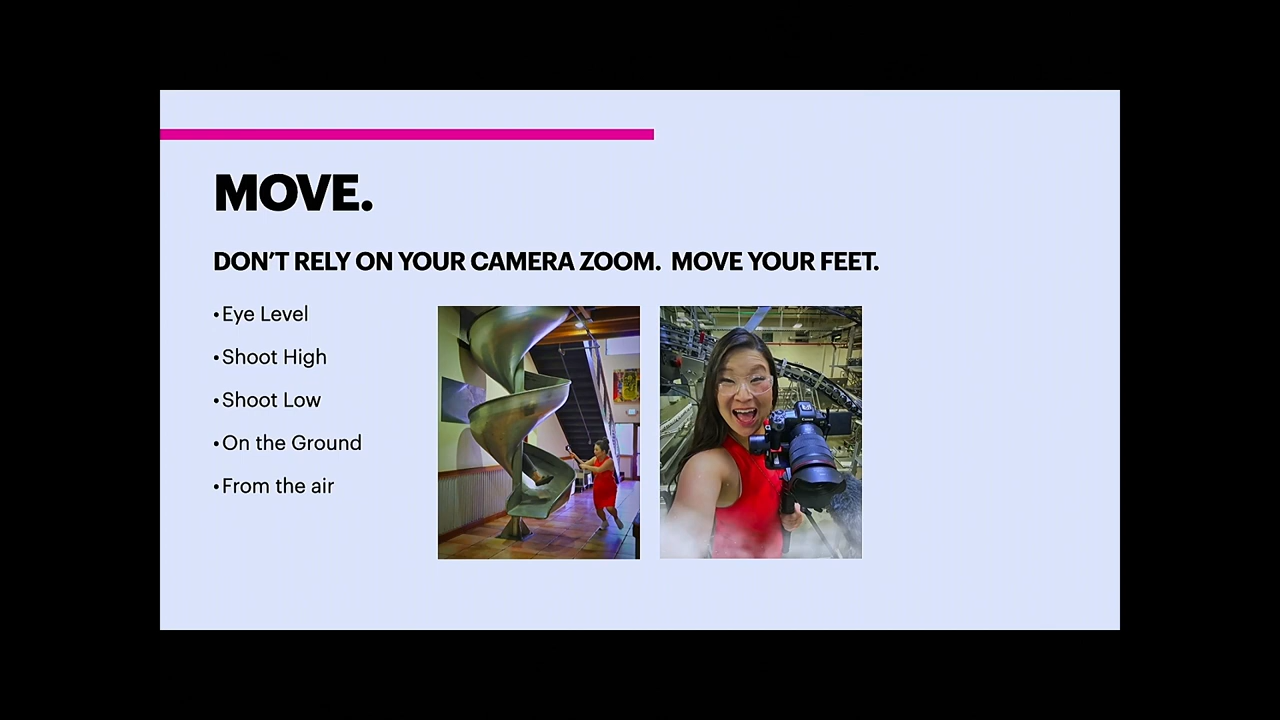 MOVE.
DON'T RELY ON YOUR CAMERA ZOOM. MOVE YOUR FEET.
•Eye Level
•Shoot High
•Shoot Low
•On the Ground
•From the air
Canon